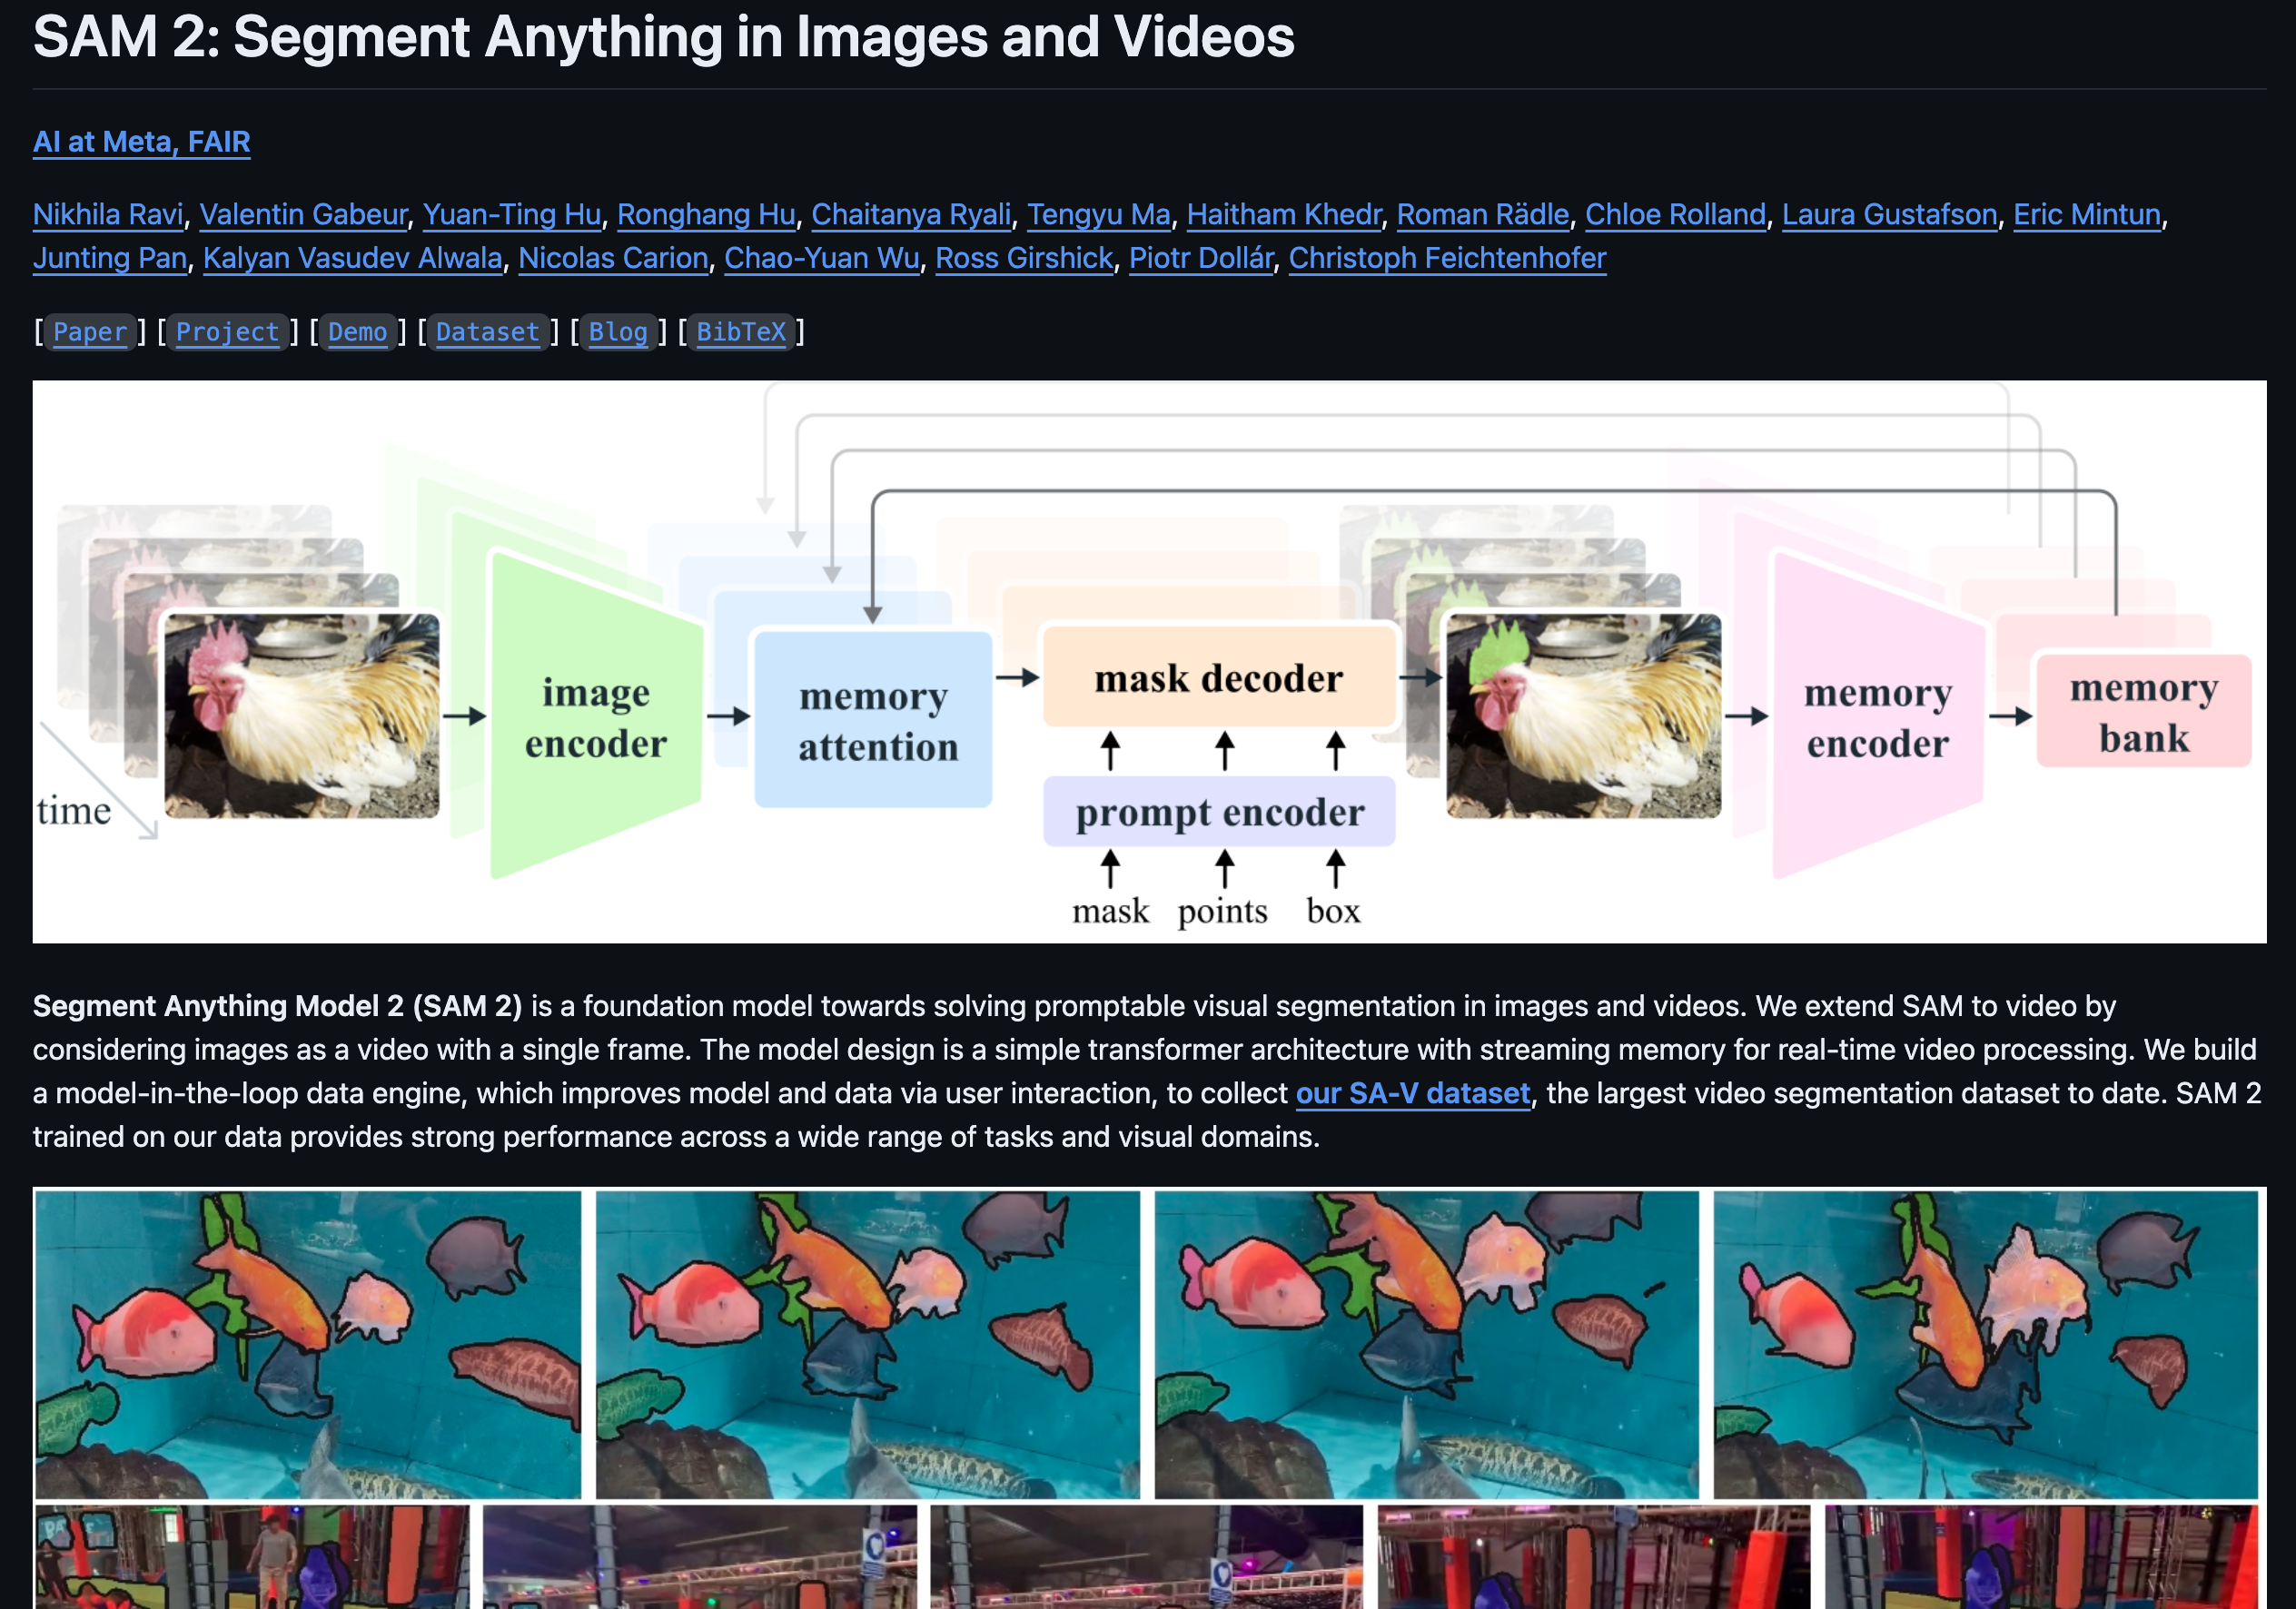 SAM 2: Segment Anything in Images and Videos
AI at Meta, FAIR
Nikhila Ravi, Valentin Gabeur, Yuan-Ting Hu, Ronghang Hu, Chaitanya Ryali, Tengyu Ma, Haitham Khedr, Roman Rädle, Chloe Rolland, Laura Gustafson, Eric Mintun,
Junting Pan, Kalyan Vasudev Alwala, Nicolas Carion, Chao-Yuan Wu, Ross Girshick, Piotr Dollár, Christoph Feichtenhofer
[Paper] [Project] [Demo] [Dataset] [Blog] [BibTeX]
time
image
encoder
memory
attention
mask decoder
prompt encoder
mask points box
memory
encoder
memory
bank
Segment Anything Model 2 (SAM 2) is a foundation model towards solving promptable visual segmentation in images and videos. We extend SAM to video by
considering images as a video with a single frame. The model design is a simple transformer architecture with streaming memory for real-time video processing. We build
a model-in-the-loop data engine, which improves model and data via user interaction, to collect our SA-V dataset, the largest video segmentation dataset to date. SAM 2
trained on our data provides strong performance across a wide range of tasks and visual domains.